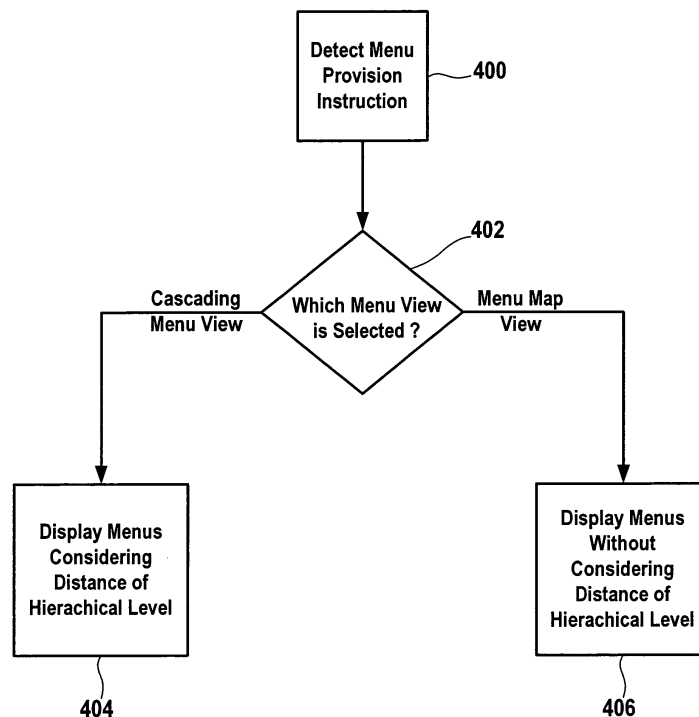 Detect Menu
Provision
Instruction
400
402
Which Menu View
is Selected ?
Cascading
Menu View
Menu Map
View
Display Menus
Considering
Distance of
Hierachical Level
404
Display Menus
Without
Considering
Distance of
Hierachical Level
406